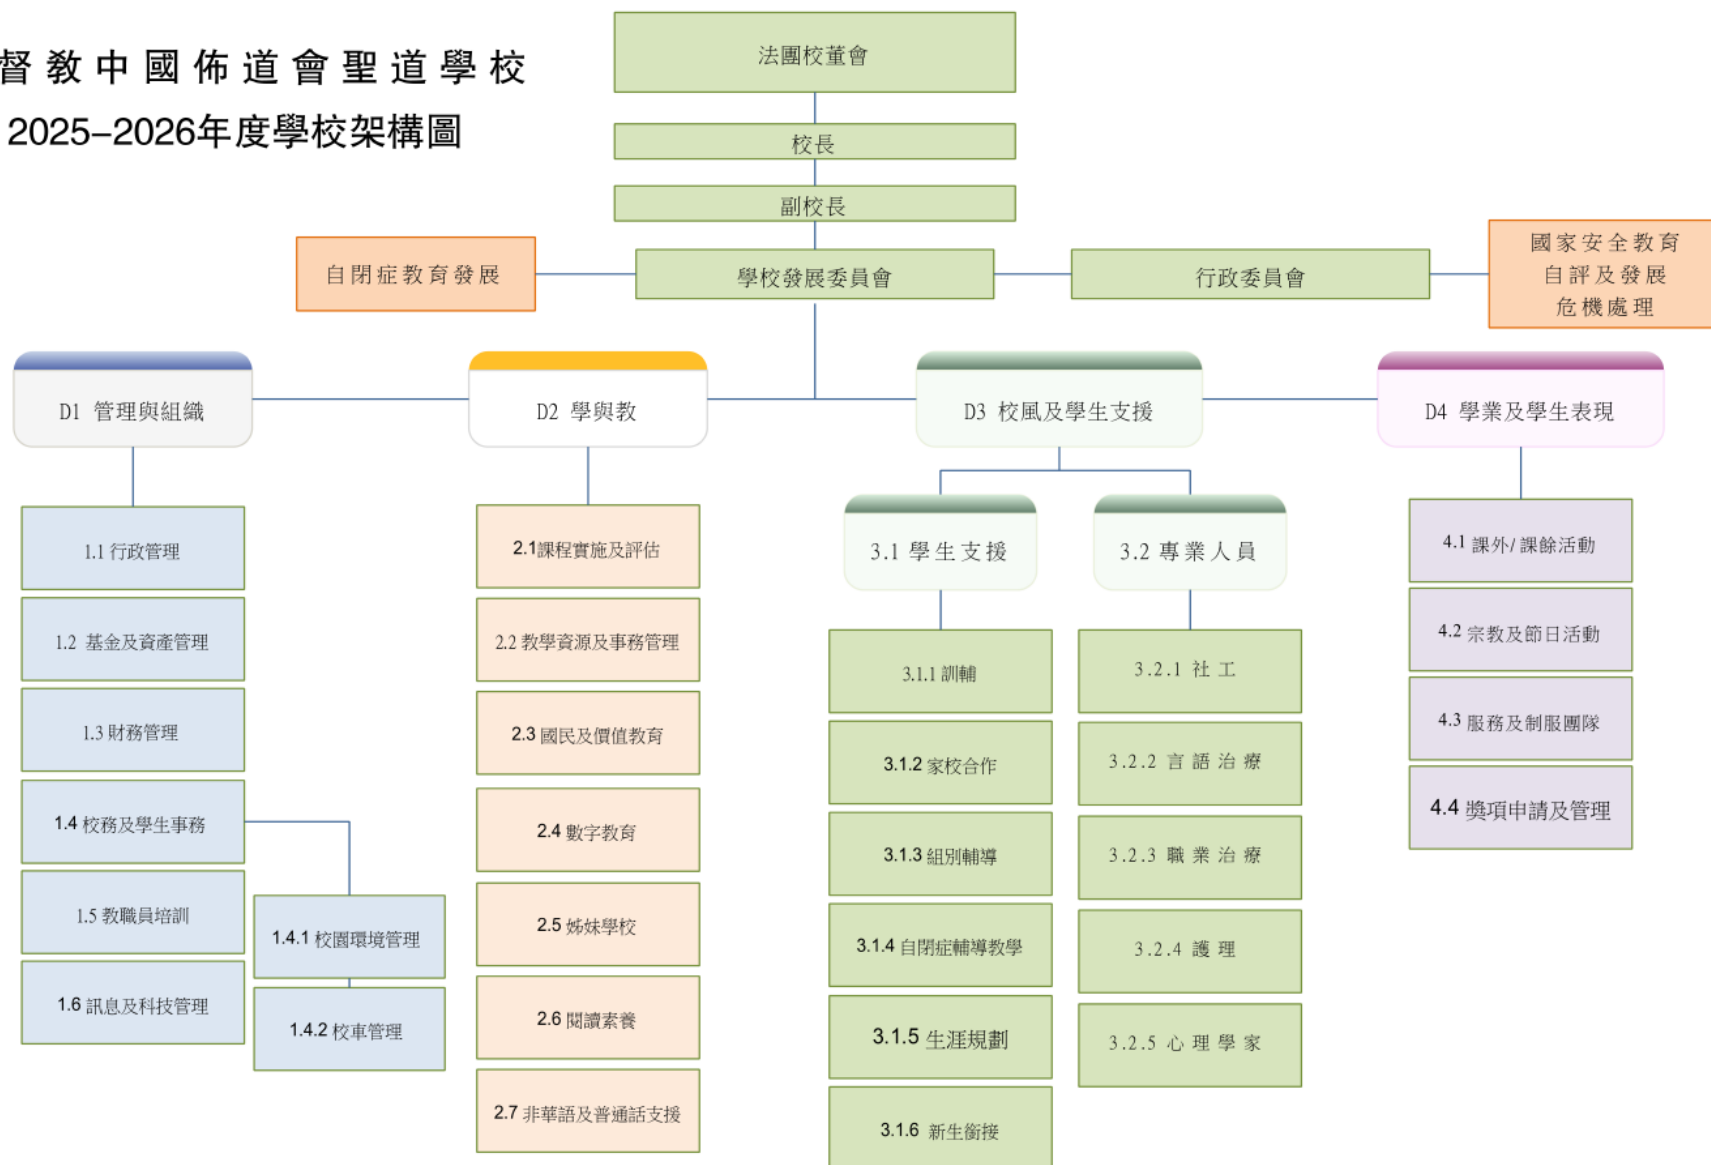 督教中國佈道會聖道學校
2025–2026年度學校架構圖
法團校董會
校長
副校長
自閉症教育發展
學校發展委員會
行政委員會
國家安全教育
自評及發展
危機處理
D1 管理與組織
D2 學與教
D3 校風及學生支援
D4 學業及學生表現
1.1 行政管理
1.2 基金及資產管理
1.3 財務管理
1.4 校務及學生事務
1.5 教職員培訓
1.6 訊息及科技管理
1.4.1 校園環境管理
1.4.2 校車管理
2.1課程實施及評估
2.2 教學資源及事務管理
2.3 國民及價值教育
2.4 數字教育
2.5 姊妹學校
2.6 閱讀素養
2.7 非華語及普通話支援
3.1 學生支援
3.1.1 訓輔
3.1.2 家校合作
3.1.3 組別輔導
3.1.4 自閉症輔導教學
3.1.5 生涯規劃
3.1.6 新生銜接
3.2 專業人員
3.2.1 社工
3.2.2 言語治療
3.2.3 職業治療
3.2.4 護理
3.2.5 心理學家
4.1 課外/課餘活動
4.2 宗教及節日活動
4.3 服務及制服團隊
4.4 獎項申請及管理